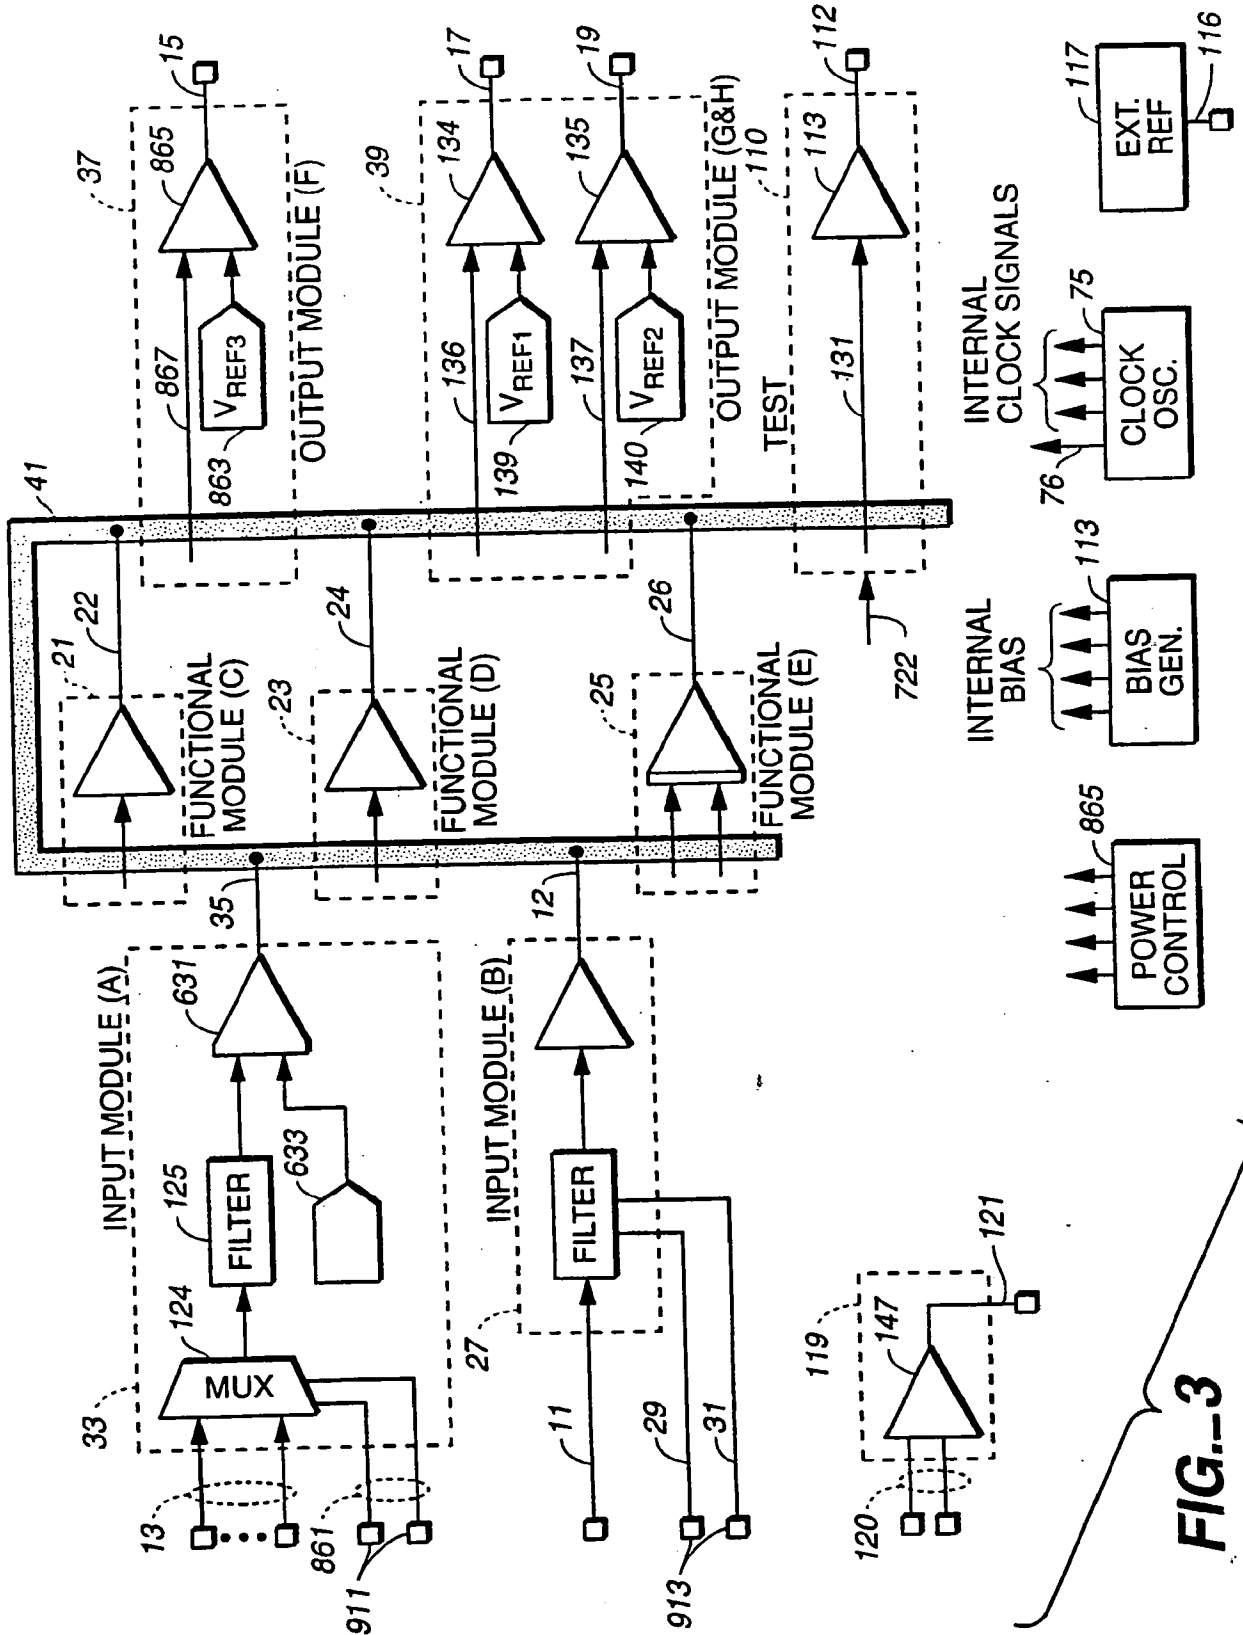 INPUT MODULE (A)
33
13
124
MUX
125
FILTER
631
633
35
861
911
INPUT MODULE (B)
27
11
FILTER
12
29
31
913
119
147
120
121
41
21
22
FUNCTIONAL
MODULE (C)
23
24
FUNCTIONAL
MODULE (D)
25
26
FUNCTIONAL
MODULE (E)
37
865
15
867
VREF3
863
OUTPUT MODULE (F)
39
134
17
136
VREF1
139
135
19
137
VREF2
140
OUTPUT MODULE (G&H)
TEST
110
113
112
131
722
POWER
CONTROL
865
INTERNAL
BIAS
113
BIAS
GEN.
INTERNAL
CLOCK SIGNALS
76
75
CLOCK
OSC.
117
EXT.
REF
116
FIG._3